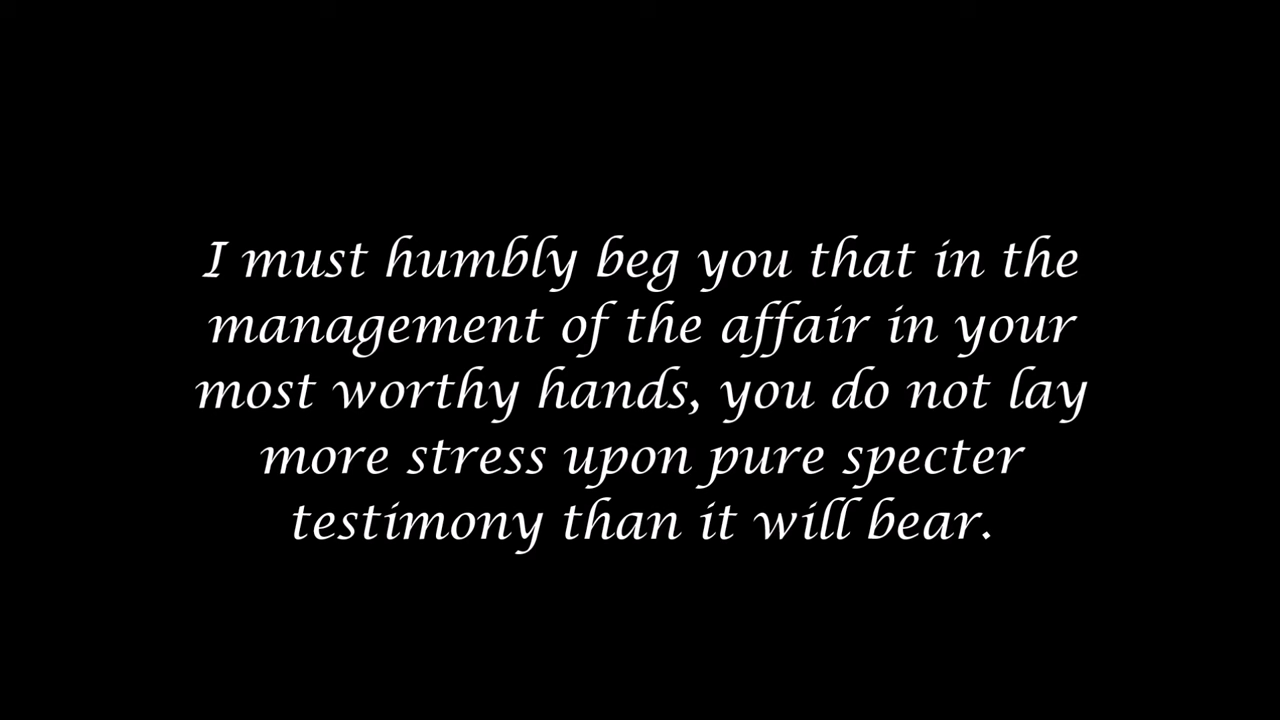 I must humbly beg you that in the
management of the affair in your
most worthy hands, you do not lay
more stress upon pure specter
testimony than it will bear.